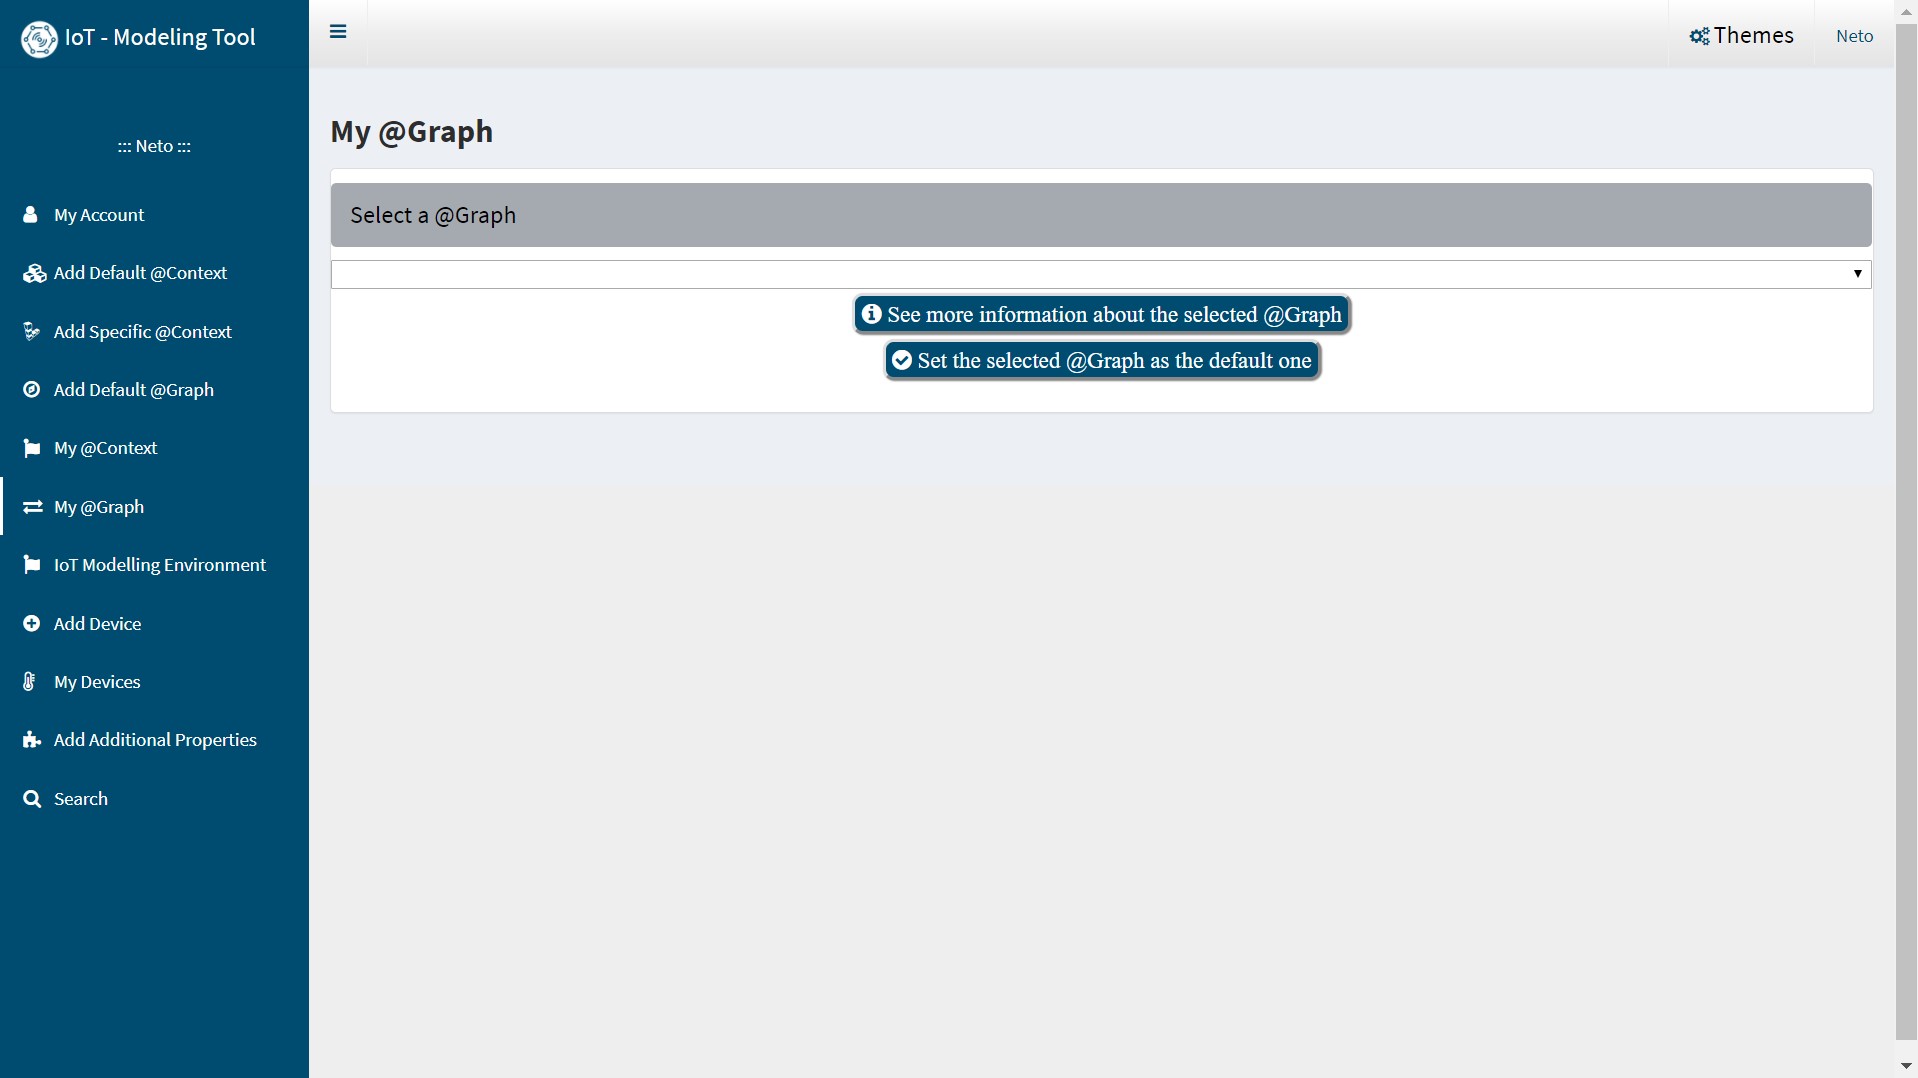 IoT - Modeling Tool
Themes
Neto
::: Neto :::
My Account
Add Default @Context
Add Specific @Context
Add Default @Graph
My @Context
My @Graph
IoT Modelling Environment
Add Device
My Devices
Add Additional Properties
Search
My @Graph
Select a @Graph
See more information about the selected @Graph
Set the selected @Graph as the default one